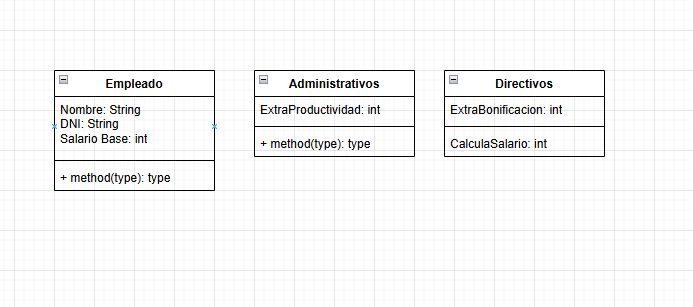 Empleado
Nombre: String
DNI: String
Salario Base: int
+ method(type): type
Administrativos
ExtraProductividad: int
+ method(type): type
Directivos
ExtraBonificacion: int
CalculaSalario: int